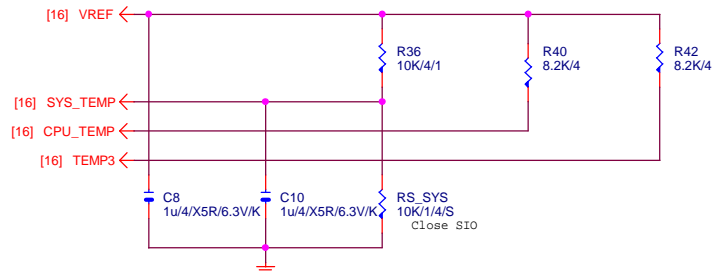 [16] VREF
R36
10K/4/1
R40
8.2K/4
R42
8.2K/4
[16] SYS_TEMP
[16] CPU_TEMP
[16] TEMP3
C8
1u/4/X5R/6.3V/K
C10
1u/4/X5R/6.3V/K
RS_SYS
10K/1/4/S
Close SIO